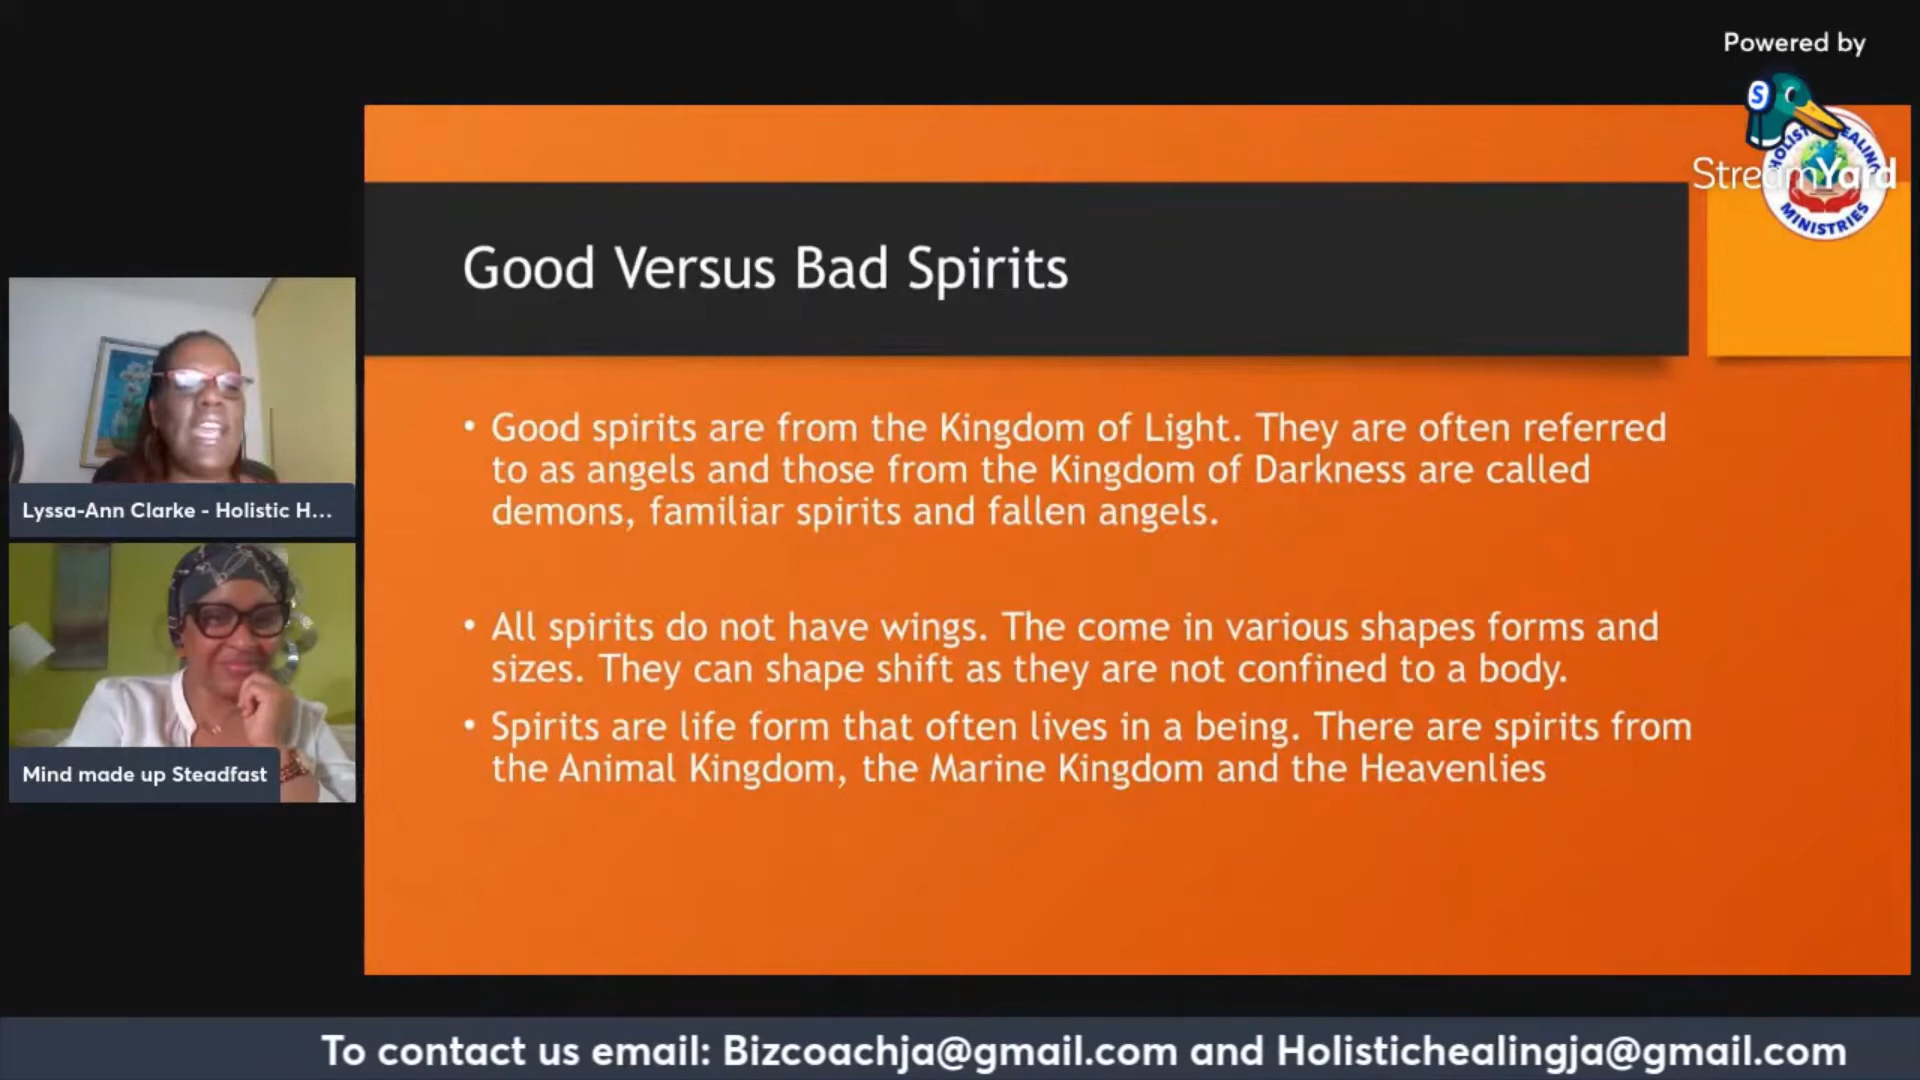 Powered by
StreamYard
HOLISTIC HEALING
MINISTRIES
Good Versus Bad Spirits
• Good spirits are from the Kingdom of Light. They are often referred
to as angels and those from the Kingdom of Darkness are called
demons, familiar spirits and fallen angels.
• All spirits do not have wings. The come in various shapes forms and
sizes. They can shape shift as they are not confined to a body.
• Spirits are life form that often lives in a being. There are spirits from
the Animal Kingdom, the Marine Kingdom and the Heavenlies
Lyssa-Ann Clarke - Holistic H...
Mind made up Steadfast
To contact us email: Bizcoachja@gmail.com and Holistichealingja@gmail.com